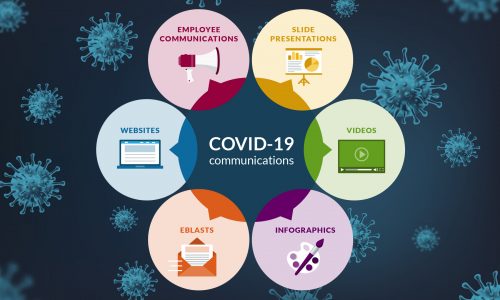 EMPLOYEE
COMMUNICATIONS
SLIDE
PRESENTATIONS
WEBSITES
COVID-19
communications
VIDEOS
EBLASTS
INFOGRAPHICS